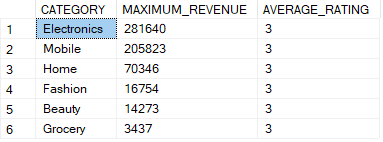 CATEGORY MAXIMUM_REVENUE AVERAGE_RATING
1 Electronics 281640 3
2 Mobile 205823 3
3 Home 70346 3
4 Fashion 16754 3
5 Beauty 14273 3
6 Grocery 3437 3